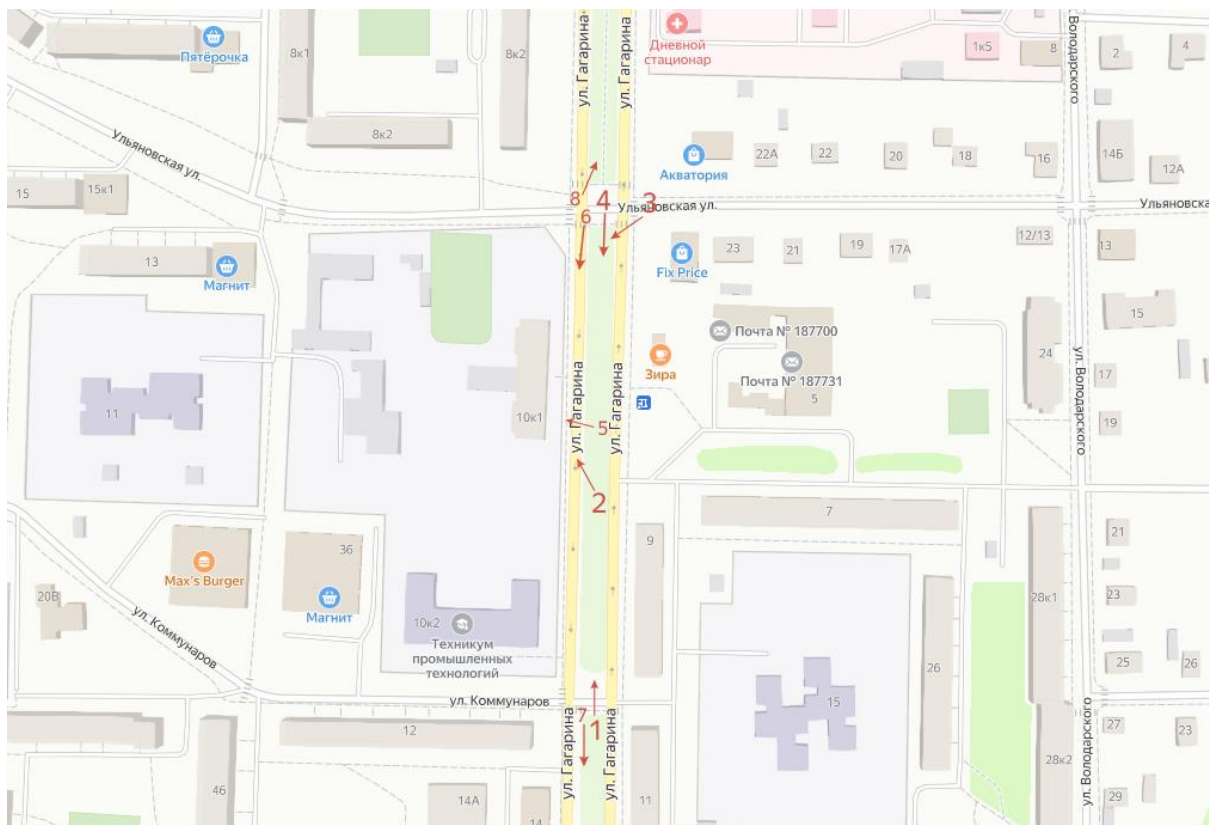 Пятёрочка
8к1
8к2
8к2
ул. Гагарина
ул. Гагарина
Дневной
стационар
1к5
8
ул. Володарского
2
4
Ульяновская ул.
Акватория
22А
22
20
18
16
14Б
12А
15
15к1
8
4
3
6
Ульяновская ул.
Ульяновска
13
Магнит
Fix Price
23
21
19
17А
12/13
13
Почта № 187700
15
Зира
Почта № 187731
24
ул. Володарского
17
11
10к1
5
ул. Гагарина
ул. Гагарина
5
19
2
7
36
9
21
Max's Burger
20В
Магнит
28к1
23
ул. Коммунаров
10к2
Техникум
промышленных
технологий
26
25
26
ул. Коммунаров
15
7
1
ул. Гагарина
ул. Гагарина
12
27
23
ул. Володарского
46
14А
14
11
28к2
29